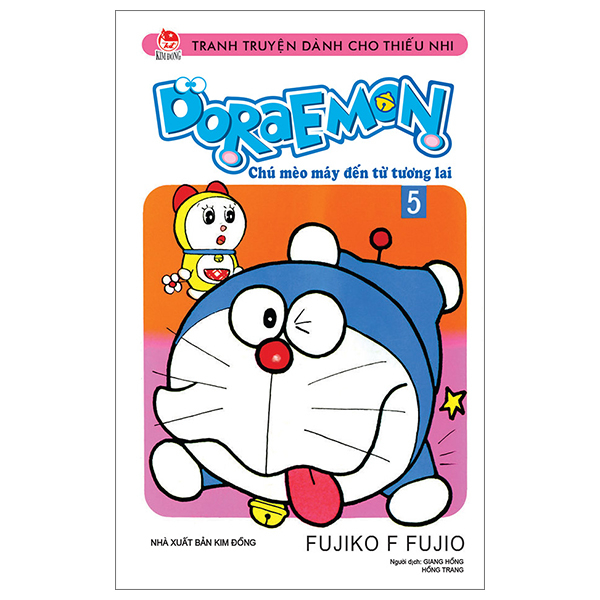 KIM ĐỒNG
TRANH TRUYỆN DÀNH CHO THIẾU NHI
DORAEMON
Chú mèo máy đến từ tương lai
5
NHÀ XUẤT BẢN KIM ĐỒNG
FUJIKO F FUJIO
Người dịch: GIANG HỒNG
HỒNG TRANG